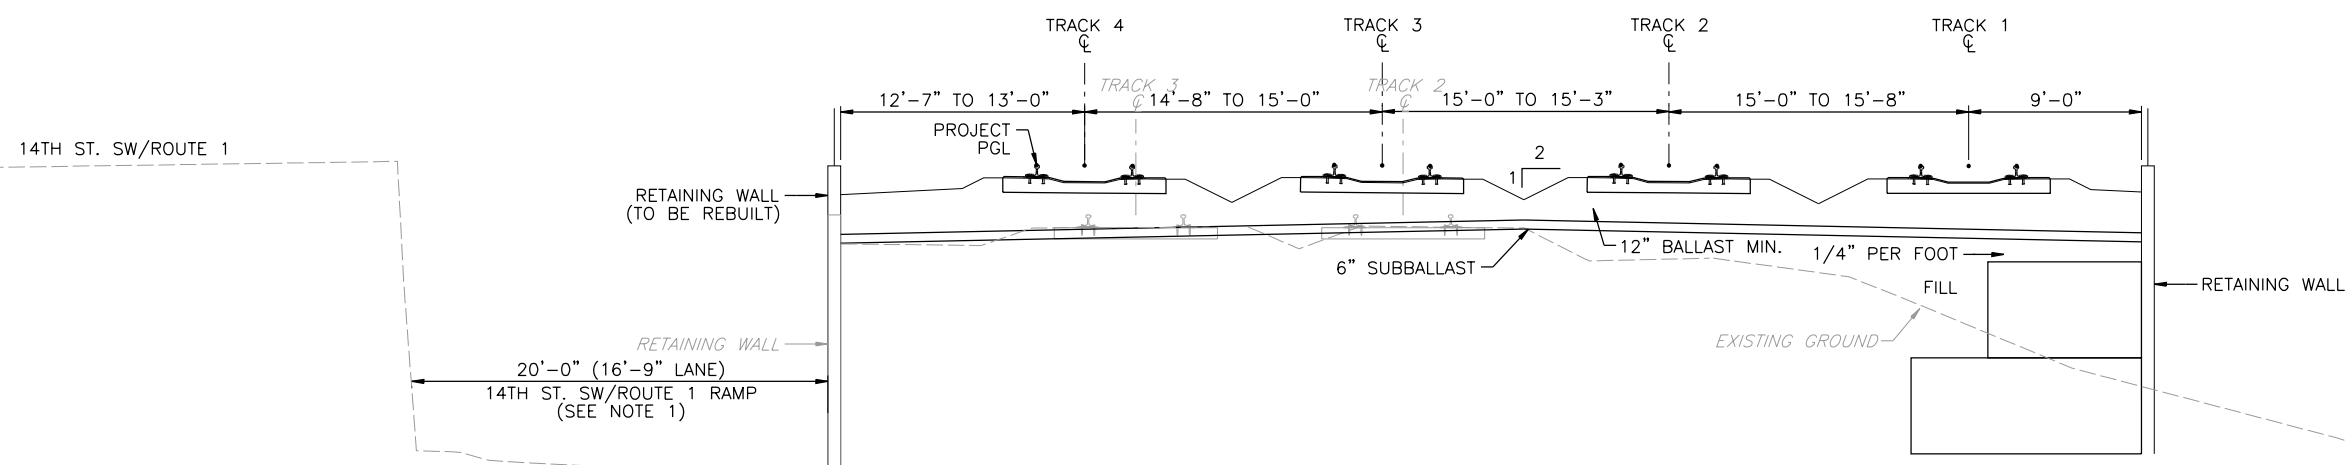 TRACK 4
℄
TRACK 3
℄
TRACK 2
℄
TRACK 1
℄
TRACK 3
℄
TRACK 2
℄
12'-7" TO 13'-0"
14'-8" TO 15'-0"
15'-0" TO 15'-3"
15'-0" TO 15'-8"
9'-0"
PROJECT
PGL
14TH ST. SW/ROUTE 1
2
1
RETAINING WALL
(TO BE REBUILT)
12" BALLAST MIN.
1/4" PER FOOT
6" SUBBALLAST
FILL
RETAINING WALL
RETAINING WALL
EXISTING GROUND
20'-0" (16'-9" LANE)
14TH ST. SW/ROUTE 1 RAMP
(SEE NOTE 1)